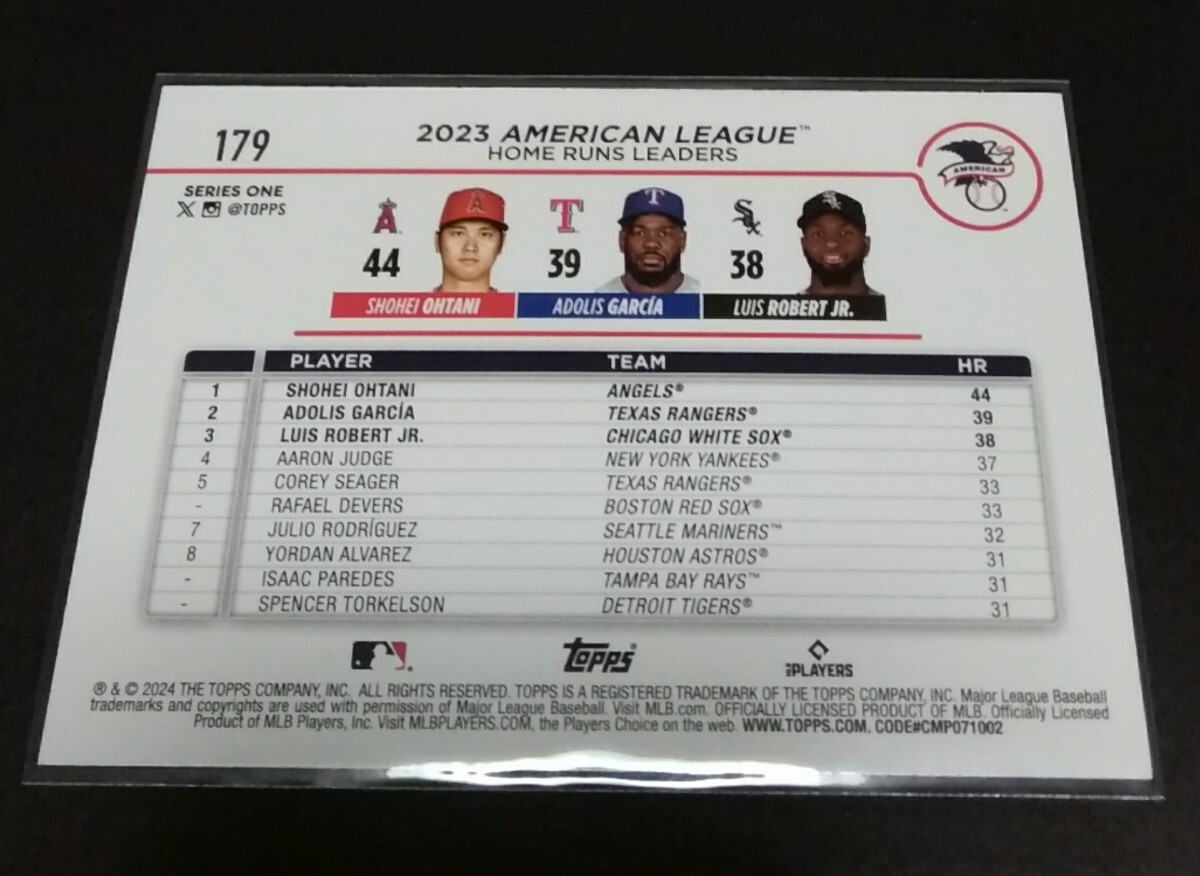 179
2023 AMERICAN LEAGUE™
HOME RUNS LEADERS
AMERICAN
SERIES ONE
X @TOPPS
A T Sox
A T Sox
44 39 38
SHOHEI OHTANI ADOLIS GARCÍA LUIS ROBERT JR.
PLAYER TEAM HR
1 SHOHEI OHTANI ANGELS® 44
2 ADOLIS GARCÍA TEXAS RANGERS® 39
3 LUIS ROBERT JR. CHICAGO WHITE SOX® 38
4 AARON JUDGE NEW YORK YANKEES® 37
5 COREY SEAGER TEXAS RANGERS® 33
- RAFAEL DEVERS BOSTON RED SOX® 33
7 JULIO RODRÍGUEZ SEATTLE MARINERS™ 32
8 YORDAN ALVAREZ HOUSTON ASTROS® 31
- ISAAC PAREDES TAMPA BAY RAYS™ 31
- SPENCER TORKELSON DETROIT TIGERS® 31
Topps® PLAYERS
® & © 2024 THE TOPPS COMPANY, INC. ALL RIGHTS RESERVED. TOPPS IS A REGISTERED TRADEMARK OF THE TOPPS COMPANY, INC. Major League Baseball
trademarks and copyrights are used with permission of Major League Baseball. Visit MLB.com. OFFICIALLY LICENSED PRODUCT OF MLB. Officially Licensed
Product of MLB Players, Inc. Visit MLBPLAYERS.COM, the Players Choice on the web. WWW.TOPPS.COM. CODE#CMP071002